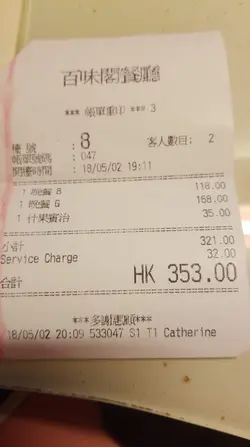 百味閣餐廳
*** 帳單重印 *** 3
檯號 : 8 客人數目: 2
帳單號碼 : 047
開檯時間 : 18/05/02 19:11
1 晚餐 B 118.00
1 晚餐 G 168.00
1 什果賓治 35.00
小計 321.00
Service Charge 32.00
合計 HK 353.00
***多謝惠顧***
18/05/02 20:09 533047 S1 T1 Catherine